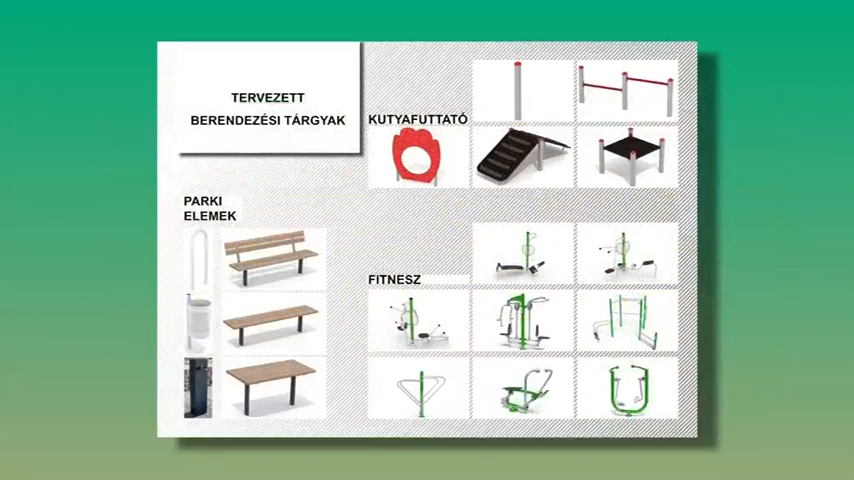 TERVEZETT
BERENDEZÉSI TÁRGYAK
KUTYAFUTTATÓ
PARKI
ELEMEK
FITNESZ